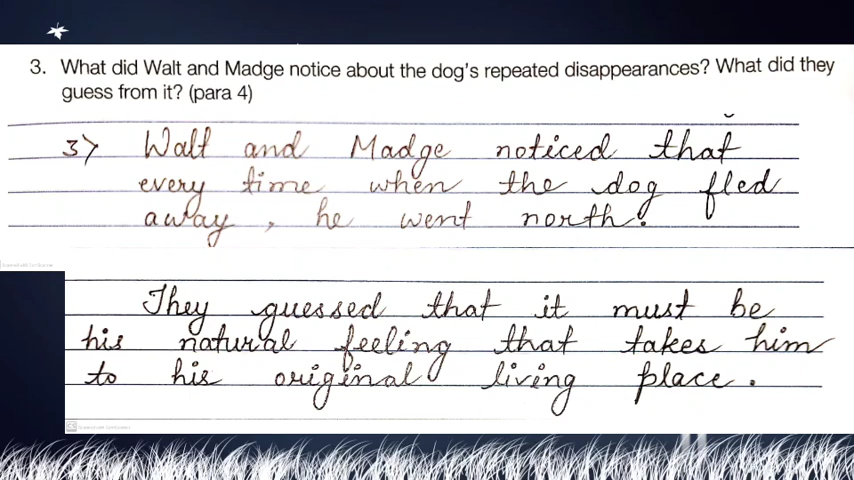 3. What did Walt and Madge notice about the dog's repeated disappearances? What did they
guess from it? (para 4)
3> Walt and Madge noticed that
every time when the dog fled
away, he went north.
They guessed that it must be
his natural feeling that takes him
to his original living place.